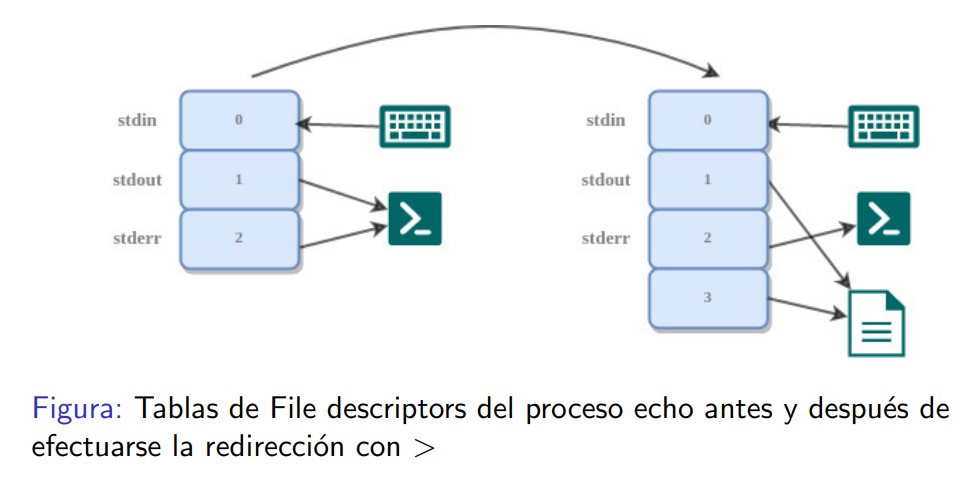 stdin 0 stdin 0
stdout 1 stdout 1
stderr 2 stderr 2
3
Figura: Tablas de File descriptors del proceso echo antes y después de
efectuarse la redirección con >